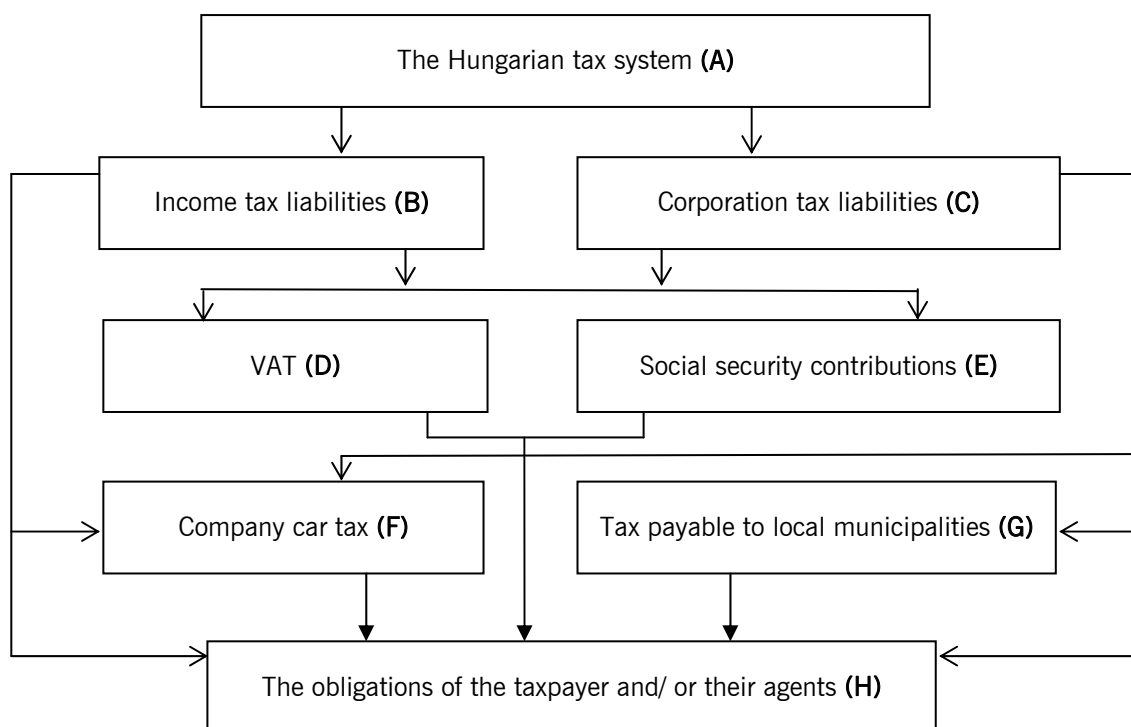 The Hungarian tax system (A)
Income tax liabilities (B)
Corporation tax liabilities (C)
VAT (D)
Social security contributions (E)
Company car tax (F)
Tax payable to local municipalities (G)
The obligations of the taxpayer and/ or their agents (H)